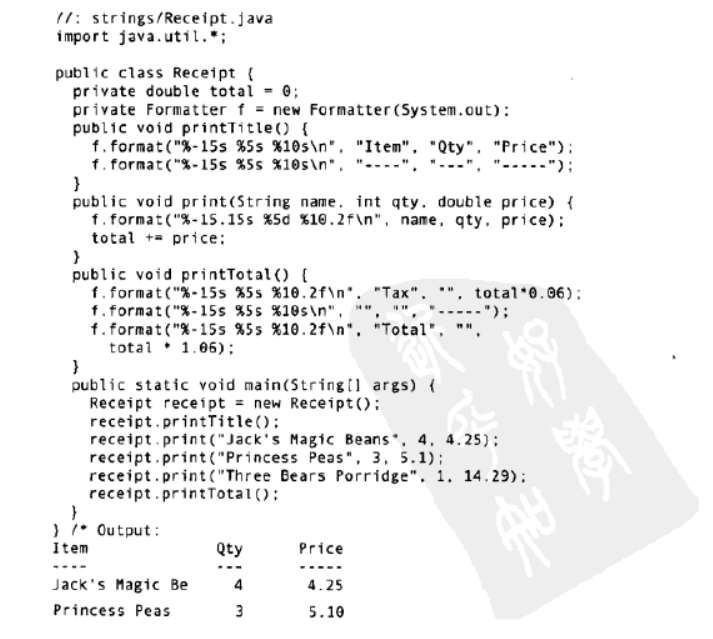 //: strings/Receipt.java
import java.util.*;
public class Receipt {
private double total = 0;
private Formatter f = new Formatter(System.out);
public void printTitle() {
f.format("%-15s %5s %10s\n", "Item", "Qty", "Price");
f.format("%-15s %5s %10s\n", "----", "---", "-----");
}
public void print(String name, int qty, double price) {
f.format("%-15.15s %5d %10.2f\n", name, qty, price);
total += price;
}
public void printTotal() {
f.format("%-15s %5s %10.2f\n", "Tax", "", total*0.06);
f.format("%-15s %5s %10s\n", "", "", "-----");
f.format("%-15s %5s %10.2f\n", "Total", "",
total * 1.06);
}
public static void main(String[] args) {
Receipt receipt = new Receipt();
receipt.printTitle();
receipt.print("Jack's Magic Beans", 4, 4.25);
receipt.print("Princess Peas", 3, 5.1);
receipt.print("Three Bears Porridge", 1, 14.29);
receipt.printTotal();
}
} /* Output:
Item Qty Price
---- --- -----
Jack's Magic Be 4 4.25
Princess Peas 3 5.10